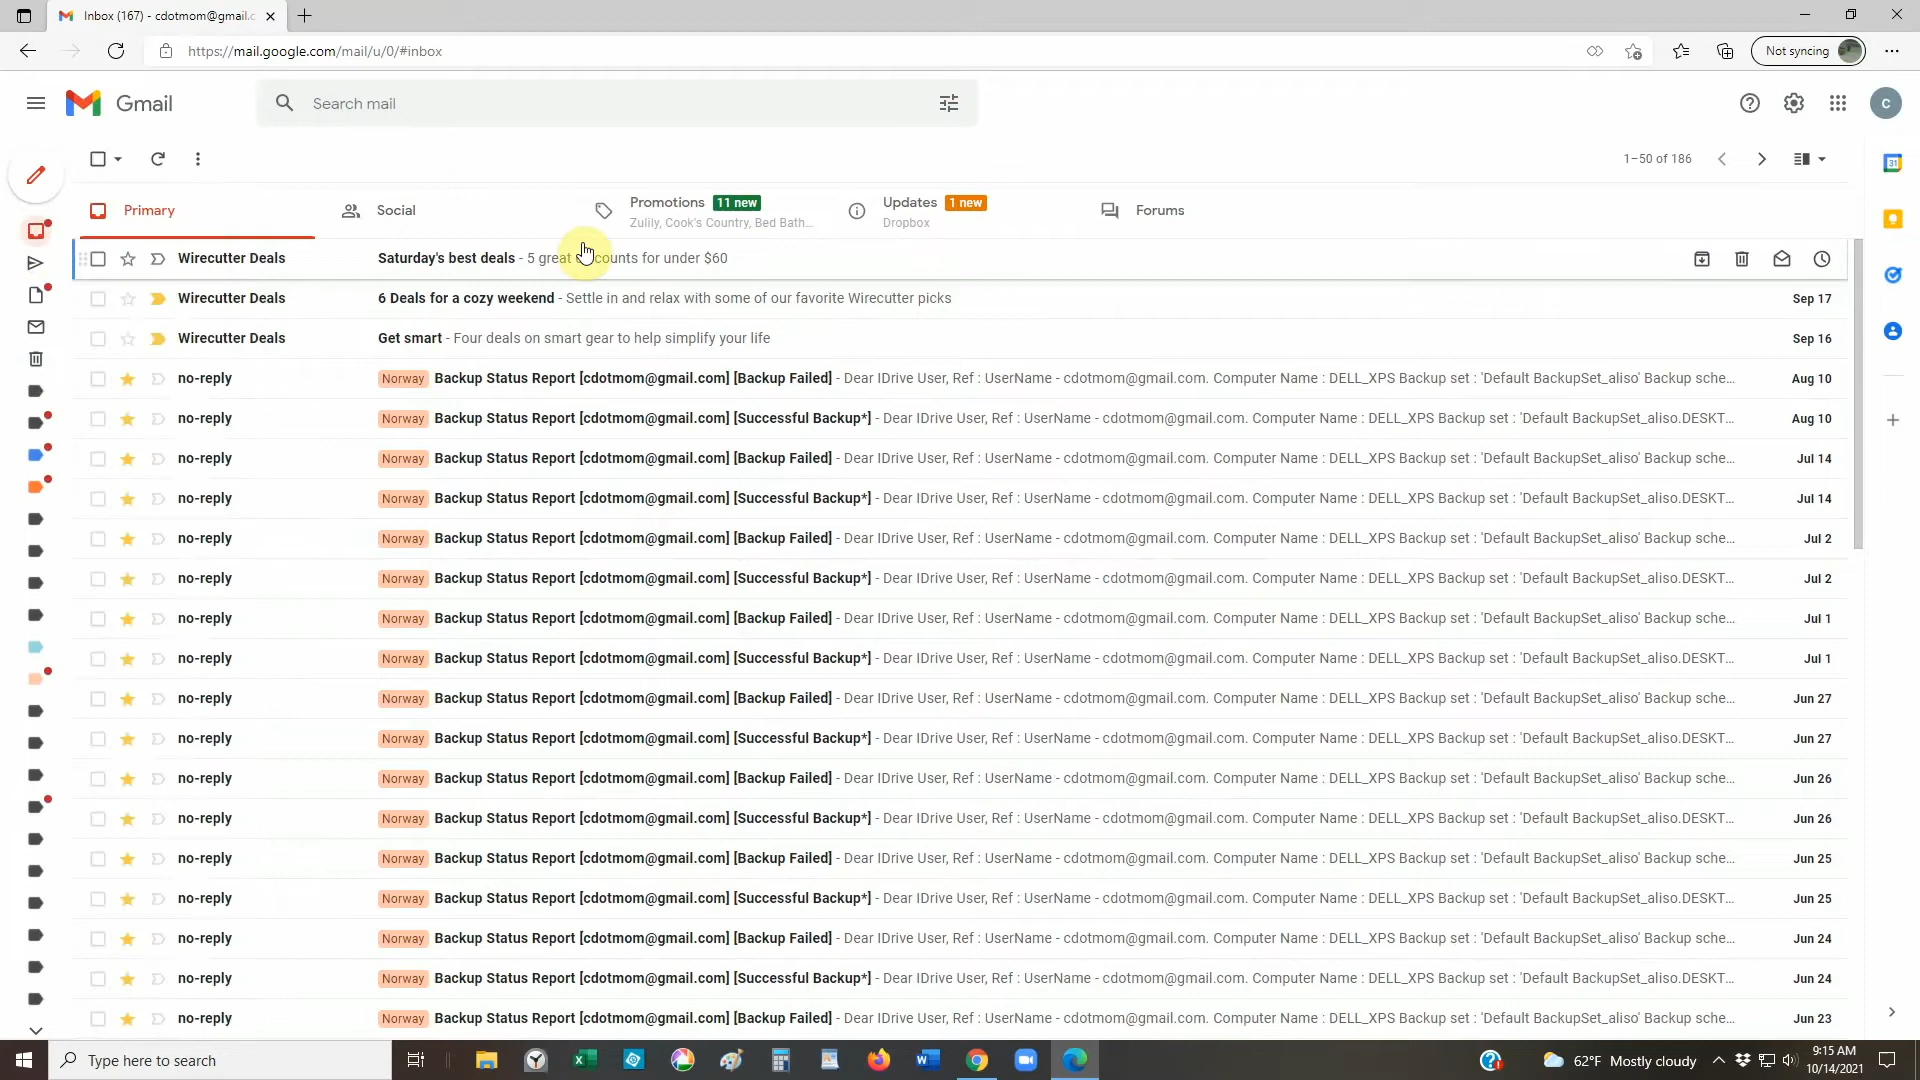 Inbox (167) - cdotmom@gmail.c
https://mail.google.com/mail/u/0/#inbox
Not syncing
Gmail
Search mail
C
1–50 of 186
31
Primary
Social
Promotions 11 new
Zulily, Cook's Country, Bed Bath...
Updates 1 new
Dropbox
Forums
Wirecutter Deals Saturday's best deals - 5 great counts for under $60
Wirecutter Deals 6 Deals for a cozy weekend - Settle in and relax with some of our favorite Wirecutter picks Sep 17
Wirecutter Deals Get smart - Four deals on smart gear to help simplify your life Sep 16
no-reply Norway Backup Status Report [cdotmom@gmail.com] [Backup Failed] - Dear IDrive User, Ref : UserName - cdotmom@gmail.com. Computer Name : DELL_XPS Backup set : 'Default BackupSet_aliso' Backup sche... Aug 10
no-reply Norway Backup Status Report [cdotmom@gmail.com] [Successful Backup*] - Dear IDrive User, Ref : UserName - cdotmom@gmail.com. Computer Name : DELL_XPS Backup set : 'Default BackupSet_aliso.DESKT... Aug 10
no-reply Norway Backup Status Report [cdotmom@gmail.com] [Backup Failed] - Dear IDrive User, Ref : UserName - cdotmom@gmail.com. Computer Name : DELL_XPS Backup set : 'Default BackupSet_aliso' Backup sche... Jul 14
no-reply Norway Backup Status Report [cdotmom@gmail.com] [Successful Backup*] - Dear IDrive User, Ref : UserName - cdotmom@gmail.com. Computer Name : DELL_XPS Backup set : 'Default BackupSet_aliso.DESKT... Jul 14
no-reply Norway Backup Status Report [cdotmom@gmail.com] [Backup Failed] - Dear IDrive User, Ref : UserName - cdotmom@gmail.com. Computer Name : DELL_XPS Backup set : 'Default BackupSet_aliso' Backup sche... Jul 2
no-reply Norway Backup Status Report [cdotmom@gmail.com] [Successful Backup*] - Dear IDrive User, Ref : UserName - cdotmom@gmail.com. Computer Name : DELL_XPS Backup set : 'Default BackupSet_aliso.DESKT... Jul 2
no-reply Norway Backup Status Report [cdotmom@gmail.com] [Backup Failed] - Dear IDrive User, Ref : UserName - cdotmom@gmail.com. Computer Name : DELL_XPS Backup set : 'Default BackupSet_aliso' Backup sche... Jul 1
no-reply Norway Backup Status Report [cdotmom@gmail.com] [Successful Backup*] - Dear IDrive User, Ref : UserName - cdotmom@gmail.com. Computer Name : DELL_XPS Backup set : 'Default BackupSet_aliso.DESKT... Jul 1
no-reply Norway Backup Status Report [cdotmom@gmail.com] [Backup Failed] - Dear IDrive User, Ref : UserName - cdotmom@gmail.com. Computer Name : DELL_XPS Backup set : 'Default BackupSet_aliso' Backup sche... Jun 27
no-reply Norway Backup Status Report [cdotmom@gmail.com] [Successful Backup*] - Dear IDrive User, Ref : UserName - cdotmom@gmail.com. Computer Name : DELL_XPS Backup set : 'Default BackupSet_aliso.DESKT... Jun 27
no-reply Norway Backup Status Report [cdotmom@gmail.com] [Backup Failed] - Dear IDrive User, Ref : UserName - cdotmom@gmail.com. Computer Name : DELL_XPS Backup set : 'Default BackupSet_aliso' Backup sche... Jun 26
no-reply Norway Backup Status Report [cdotmom@gmail.com] [Successful Backup*] - Dear IDrive User, Ref : UserName - cdotmom@gmail.com. Computer Name : DELL_XPS Backup set : 'Default BackupSet_aliso.DESKT... Jun 26
no-reply Norway Backup Status Report [cdotmom@gmail.com] [Backup Failed] - Dear IDrive User, Ref : UserName - cdotmom@gmail.com. Computer Name : DELL_XPS Backup set : 'Default BackupSet_aliso' Backup sche... Jun 25
no-reply Norway Backup Status Report [cdotmom@gmail.com] [Successful Backup*] - Dear IDrive User, Ref : UserName - cdotmom@gmail.com. Computer Name : DELL_XPS Backup set : 'Default BackupSet_aliso.DESKT... Jun 25
no-reply Norway Backup Status Report [cdotmom@gmail.com] [Backup Failed] - Dear IDrive User, Ref : UserName - cdotmom@gmail.com. Computer Name : DELL_XPS Backup set : 'Default BackupSet_aliso' Backup sche... Jun 24
no-reply Norway Backup Status Report [cdotmom@gmail.com] [Successful Backup*] - Dear IDrive User, Ref : UserName - cdotmom@gmail.com. Computer Name : DELL_XPS Backup set : 'Default BackupSet_aliso.DESKT... Jun 24
no-reply Norway Backup Status Report [cdotmom@gmail.com] [Backup Failed] - Dear IDrive User, Ref : UserName - cdotmom@gmail.com. Computer Name : DELL_XPS Backup set : 'Default BackupSet_aliso' Backup sche... Jun 23
Type here to search
62°F Mostly cloudy
9:15 AM
10/14/2021